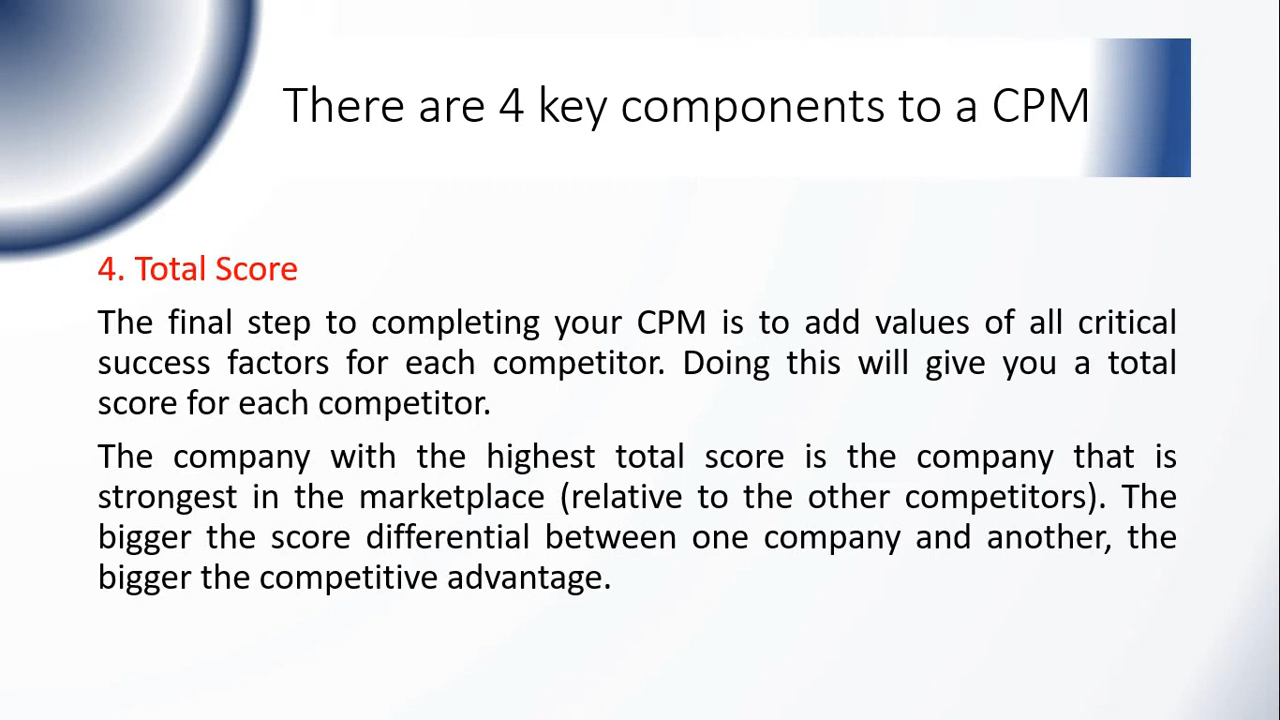 There are 4 key components to a CPM
4. Total Score
The final step to completing your CPM is to add values of all critical
success factors for each competitor. Doing this will give you a total
score for each competitor.
The company with the highest total score is the company that is
strongest in the marketplace (relative to the other competitors). The
bigger the score differential between one company and another, the
bigger the competitive advantage.